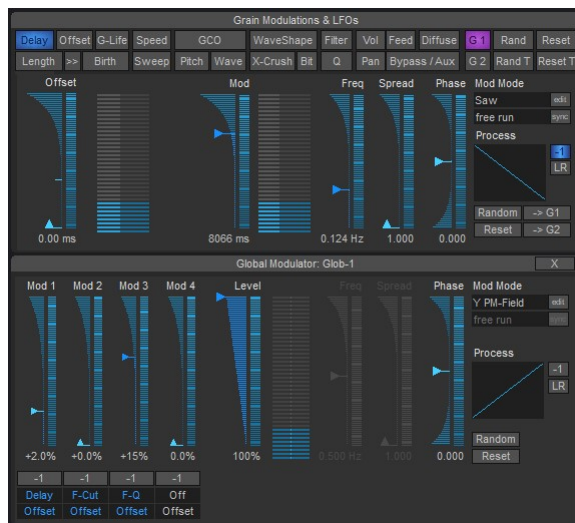 Grain Modulations & LFOs
Delay Offset G-Life Speed GCO WaveShape Filter Vol Feed Diffuse G 1 Rand Reset
Length >> Birth Sweep Pitch Wave X-Crush Bit Q Pan Bypass / Aux G 2 Rand T Reset T
Offset Mod Freq Spread Phase Mod Mode
Saw edit
free run sync
Process
-1
LR
Random -> G1
Reset -> G2
0.00 ms 8066 ms 0.124 Hz 1.000 0.000
Global Modulator: Glob-1 X
Mod 1 Mod 2 Mod 3 Mod 4 Level Freq Spread Phase Mod Mode
Y PM-Field edit
free run sync
Process
-1
LR
Random
Reset
+2.0% +0.0% +15% 0.0% 100% 0.500 Hz 1.000 0.000
-1 -1 -1 -1
Delay F-Cut F-Q Off
Offset Offset Offset Offset